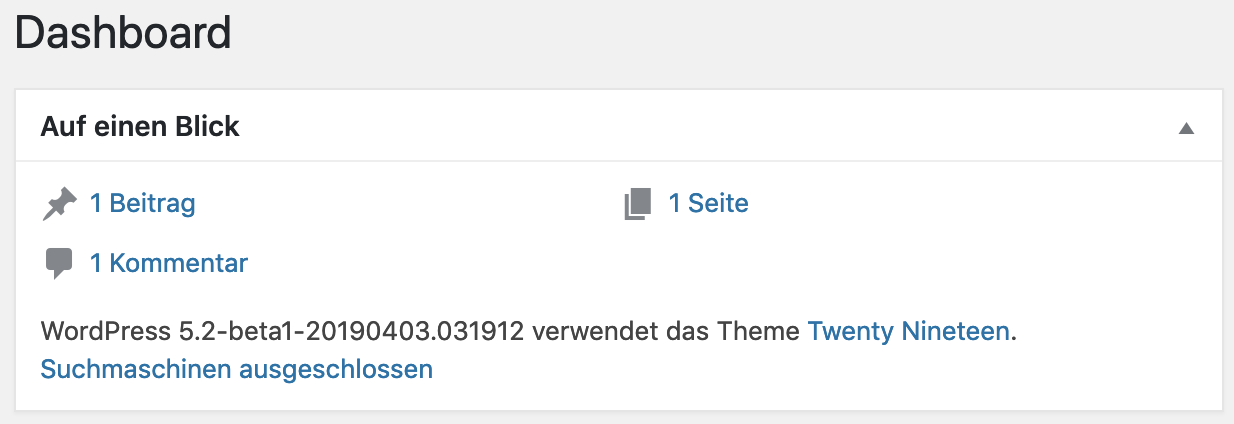 Dashboard
Auf einen Blick
1 Beitrag
1 Seite
1 Kommentar
WordPress 5.2-beta1-20190403.031912 verwendet das Theme Twenty Nineteen.
Suchmaschinen ausgeschlossen